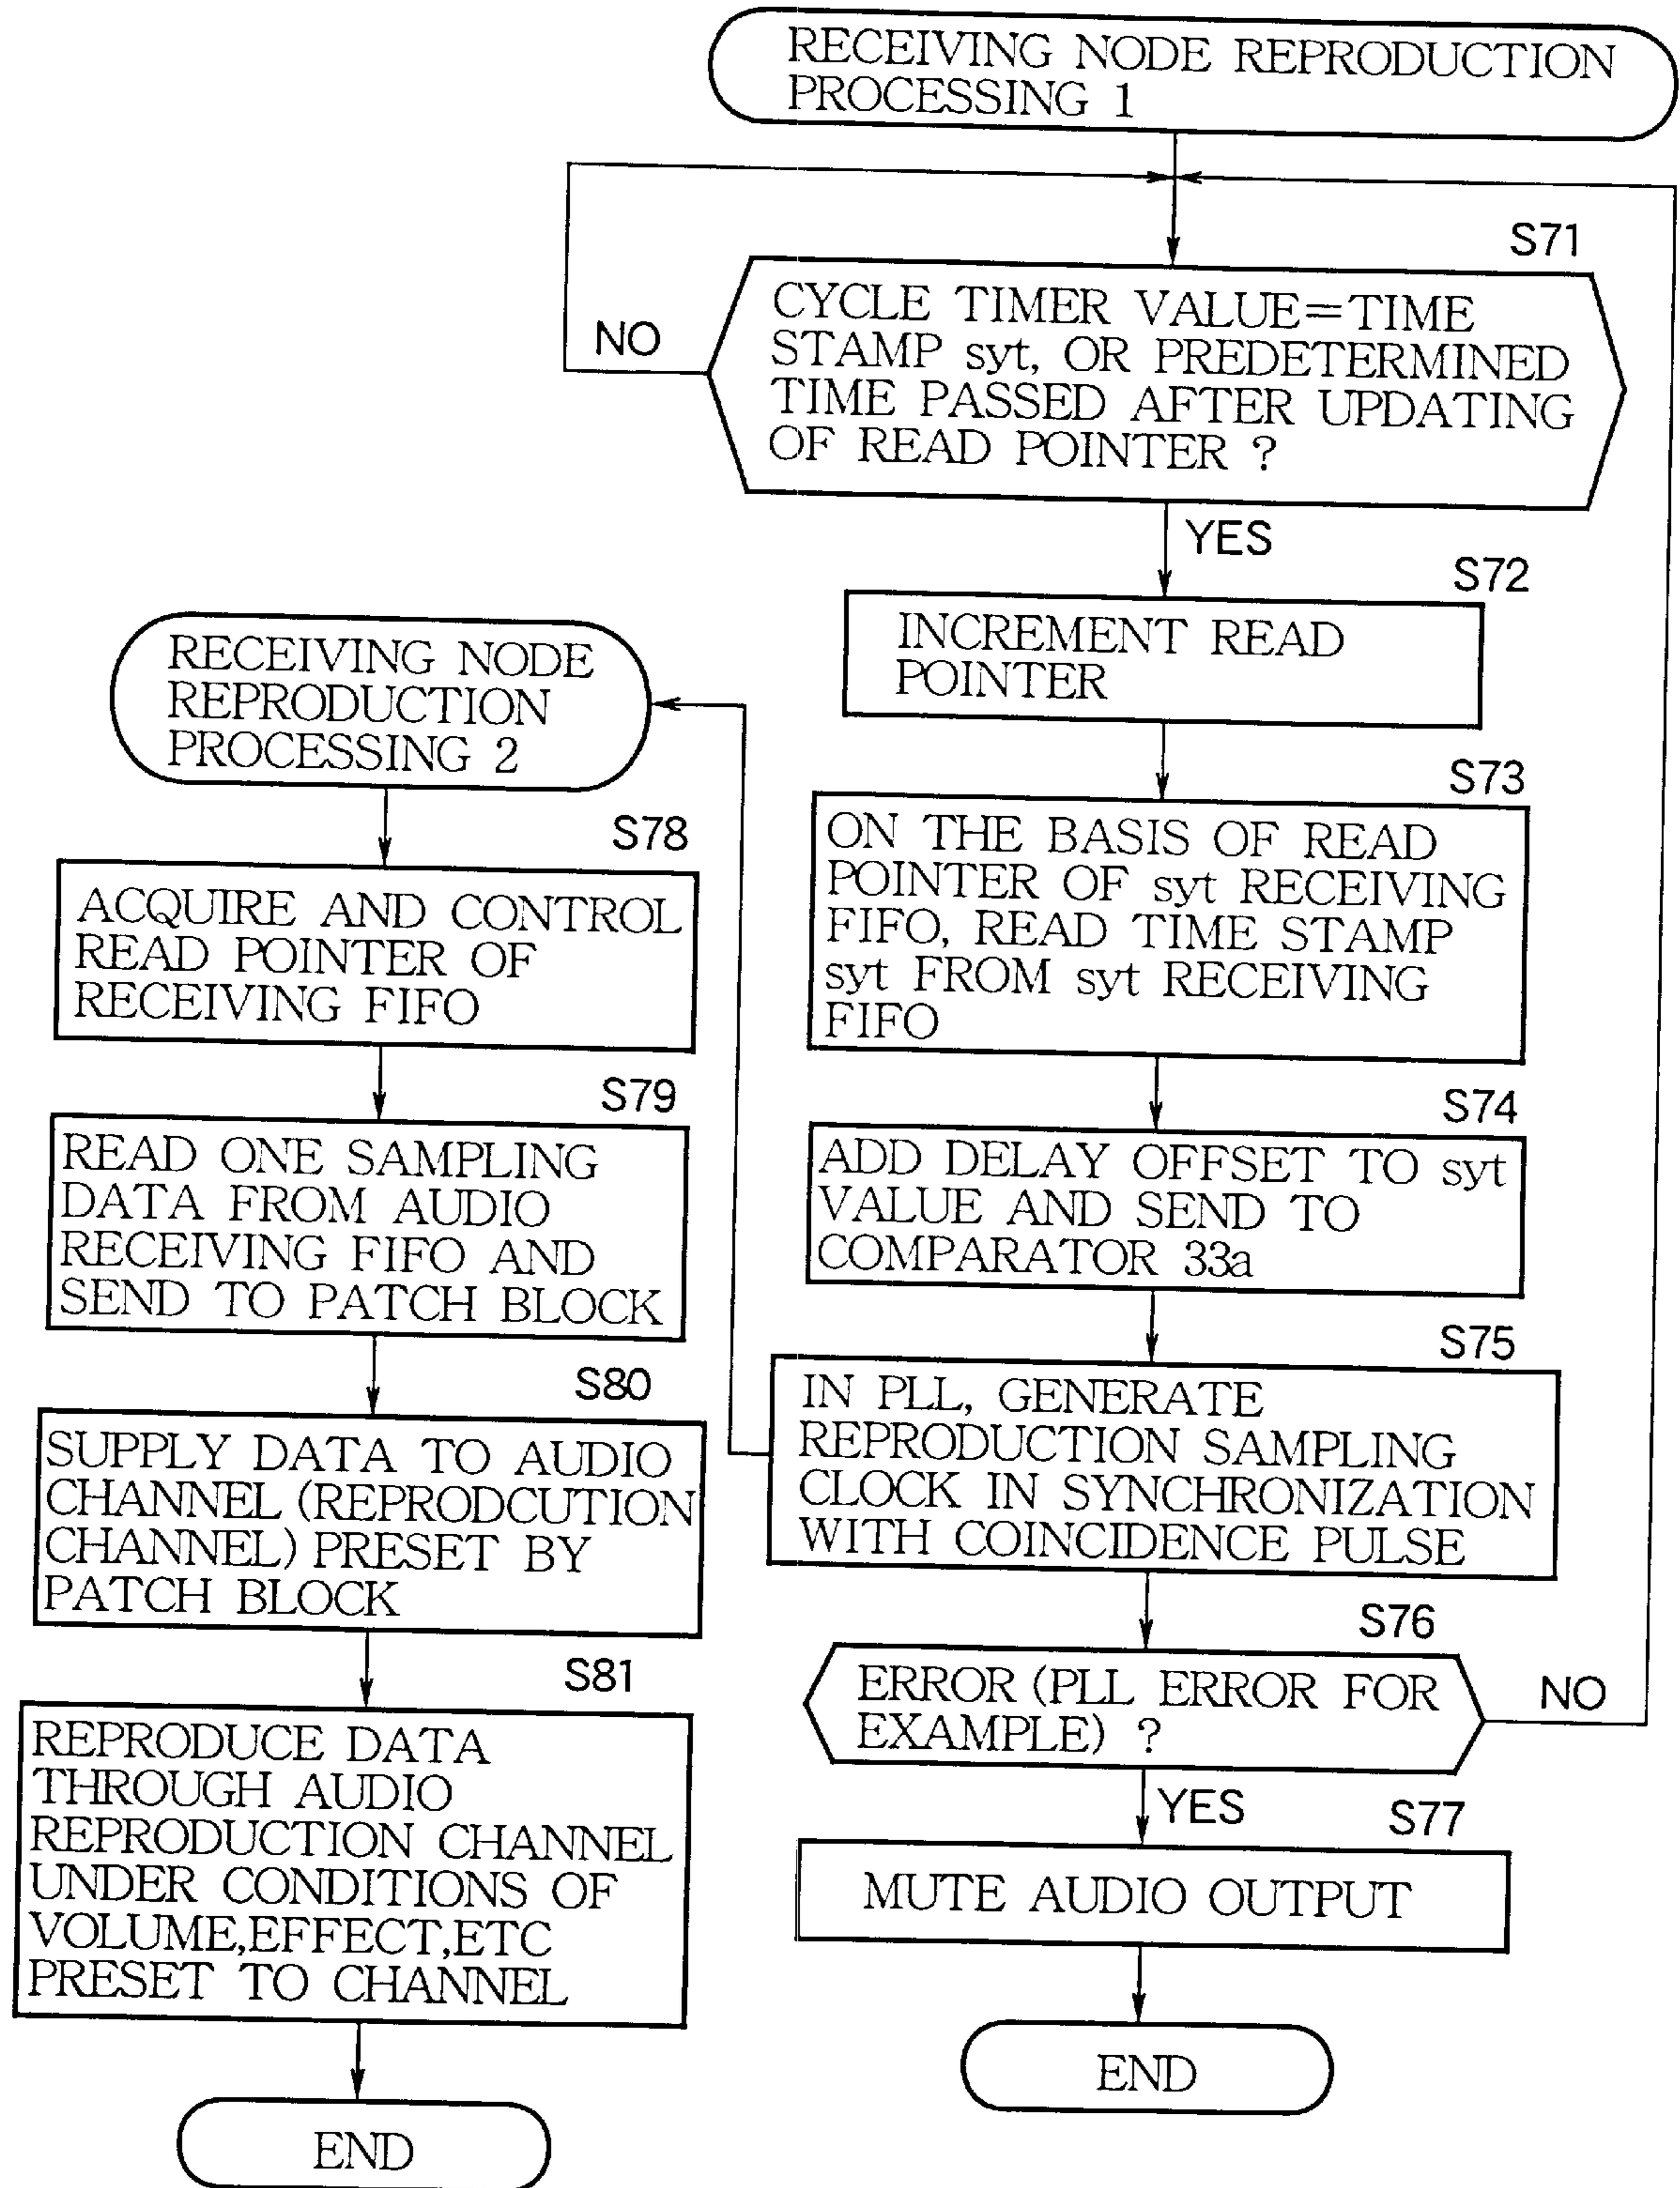 RECEIVING NODE REPRODUCTION
PROCESSING 1
S71
CYCLE TIMER VALUE=TIME
STAMP syt, OR PREDETERMINED
TIME PASSED AFTER UPDATING
OF READ POINTER ?
NO
YES
S72
INCREMENT READ
POINTER
S73
ON THE BASIS OF READ
POINTER OF syt RECEIVING
FIFO, READ TIME STAMP
syt FROM syt RECEIVING
FIFO
S74
ADD DELAY OFFSET TO syt
VALUE AND SEND TO
COMPARATOR 33a
S75
IN PLL, GENERATE
REPRODUCTION SAMPLING
CLOCK IN SYNCHRONIZATION
WITH COINCIDENCE PULSE
S76
ERROR (PLL ERROR FOR
EXAMPLE) ?
NO
YES
S77
MUTE AUDIO OUTPUT
END
RECEIVING NODE
REPRODUCTION
PROCESSING 2
S78
ACQUIRE AND CONTROL
READ POINTER OF
RECEIVING FIFO
S79
READ ONE SAMPLING
DATA FROM AUDIO
RECEIVING FIFO AND
SEND TO PATCH BLOCK
S80
SUPPLY DATA TO AUDIO
CHANNEL (REPRODCUTION
CHANNEL) PRESET BY
PATCH BLOCK
S81
REPRODUCE DATA
THROUGH AUDIO
REPRODUCTION CHANNEL
UNDER CONDITIONS OF
VOLUME,EFFECT,ETC
PRESET TO CHANNEL
END